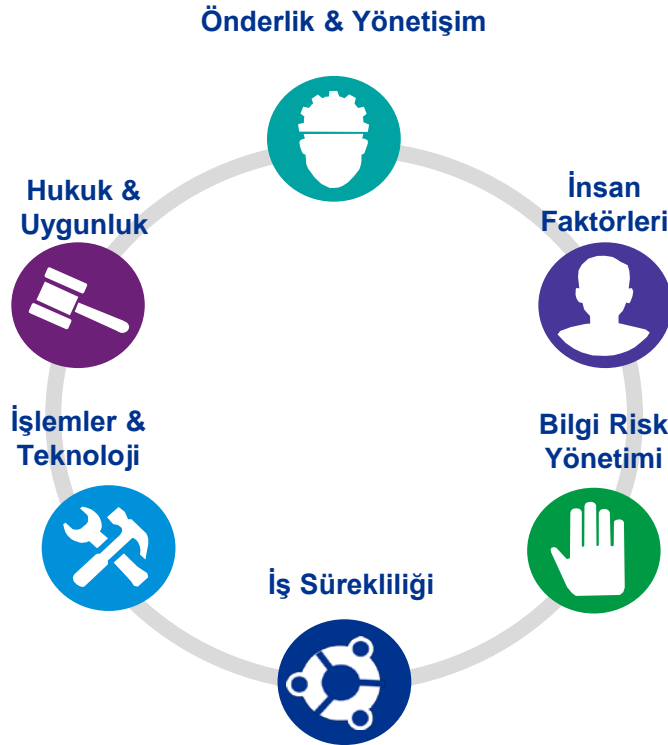 Önderlik & Yönetişim
Hukuk &
Uygunluk
İnsan
Faktörleri
İşlemler &
Teknoloji
Bilgi Risk
Yönetimi
İş Sürekliliği